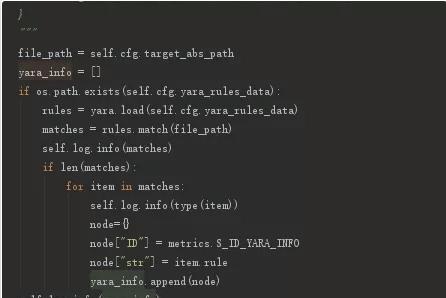 }
"""
file_path = self.cfg.target_abs_path
yara_info = []
if os.path.exists(self.cfg.yara_rules_data):
    rules = yara.load(self.cfg.yara_rules_data)
    matches = rules.match(file_path)
    self.log.info(matches)
    if len(matches):
        for item in matches:
            self.log.info(type(item))
            node={}
            node["ID"] = metrics.S_ID_YARA_INFO
            node["str"] = item.rule
            yara_info.append(node)